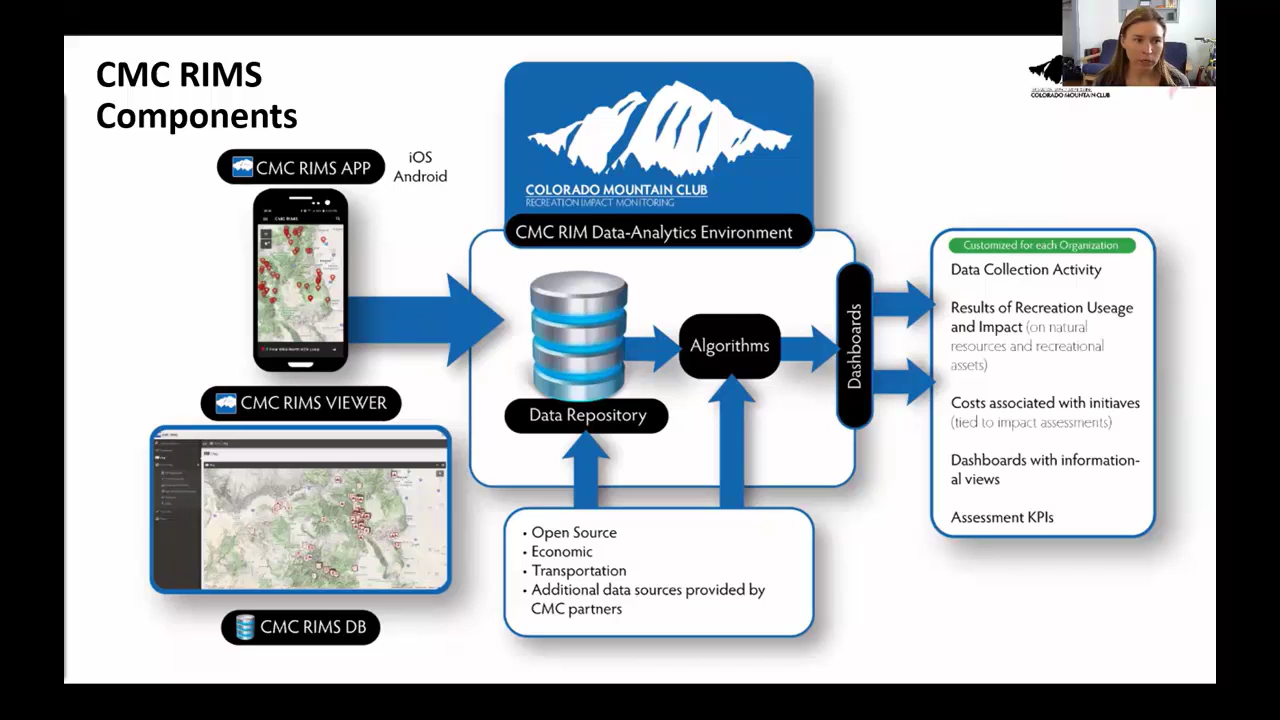 CMC RIMS
Components
CMC RIMS APP
iOS
Android
CMC RIMS
CMC RIMS VIEWER
CMC RIMS DB
COLORADO MOUNTAIN CLUB
RECREATION IMPACT MONITORING
CMC RIM Data-Analytics Environment
Data Repository
Algorithms
Dashboards
• Open Source
• Economic
• Transportation
• Additional data sources provided by
CMC partners
COLORADO MOUNTAIN CLUB
Customized for each Organization
Data Collection Activity
Results of Recreation Useage
and Impact (on natural
resources and recreational
assets)
Costs associated with initiaves
(tied to impact assessments)
Dashboards with information-
al views
Assessment KPIs